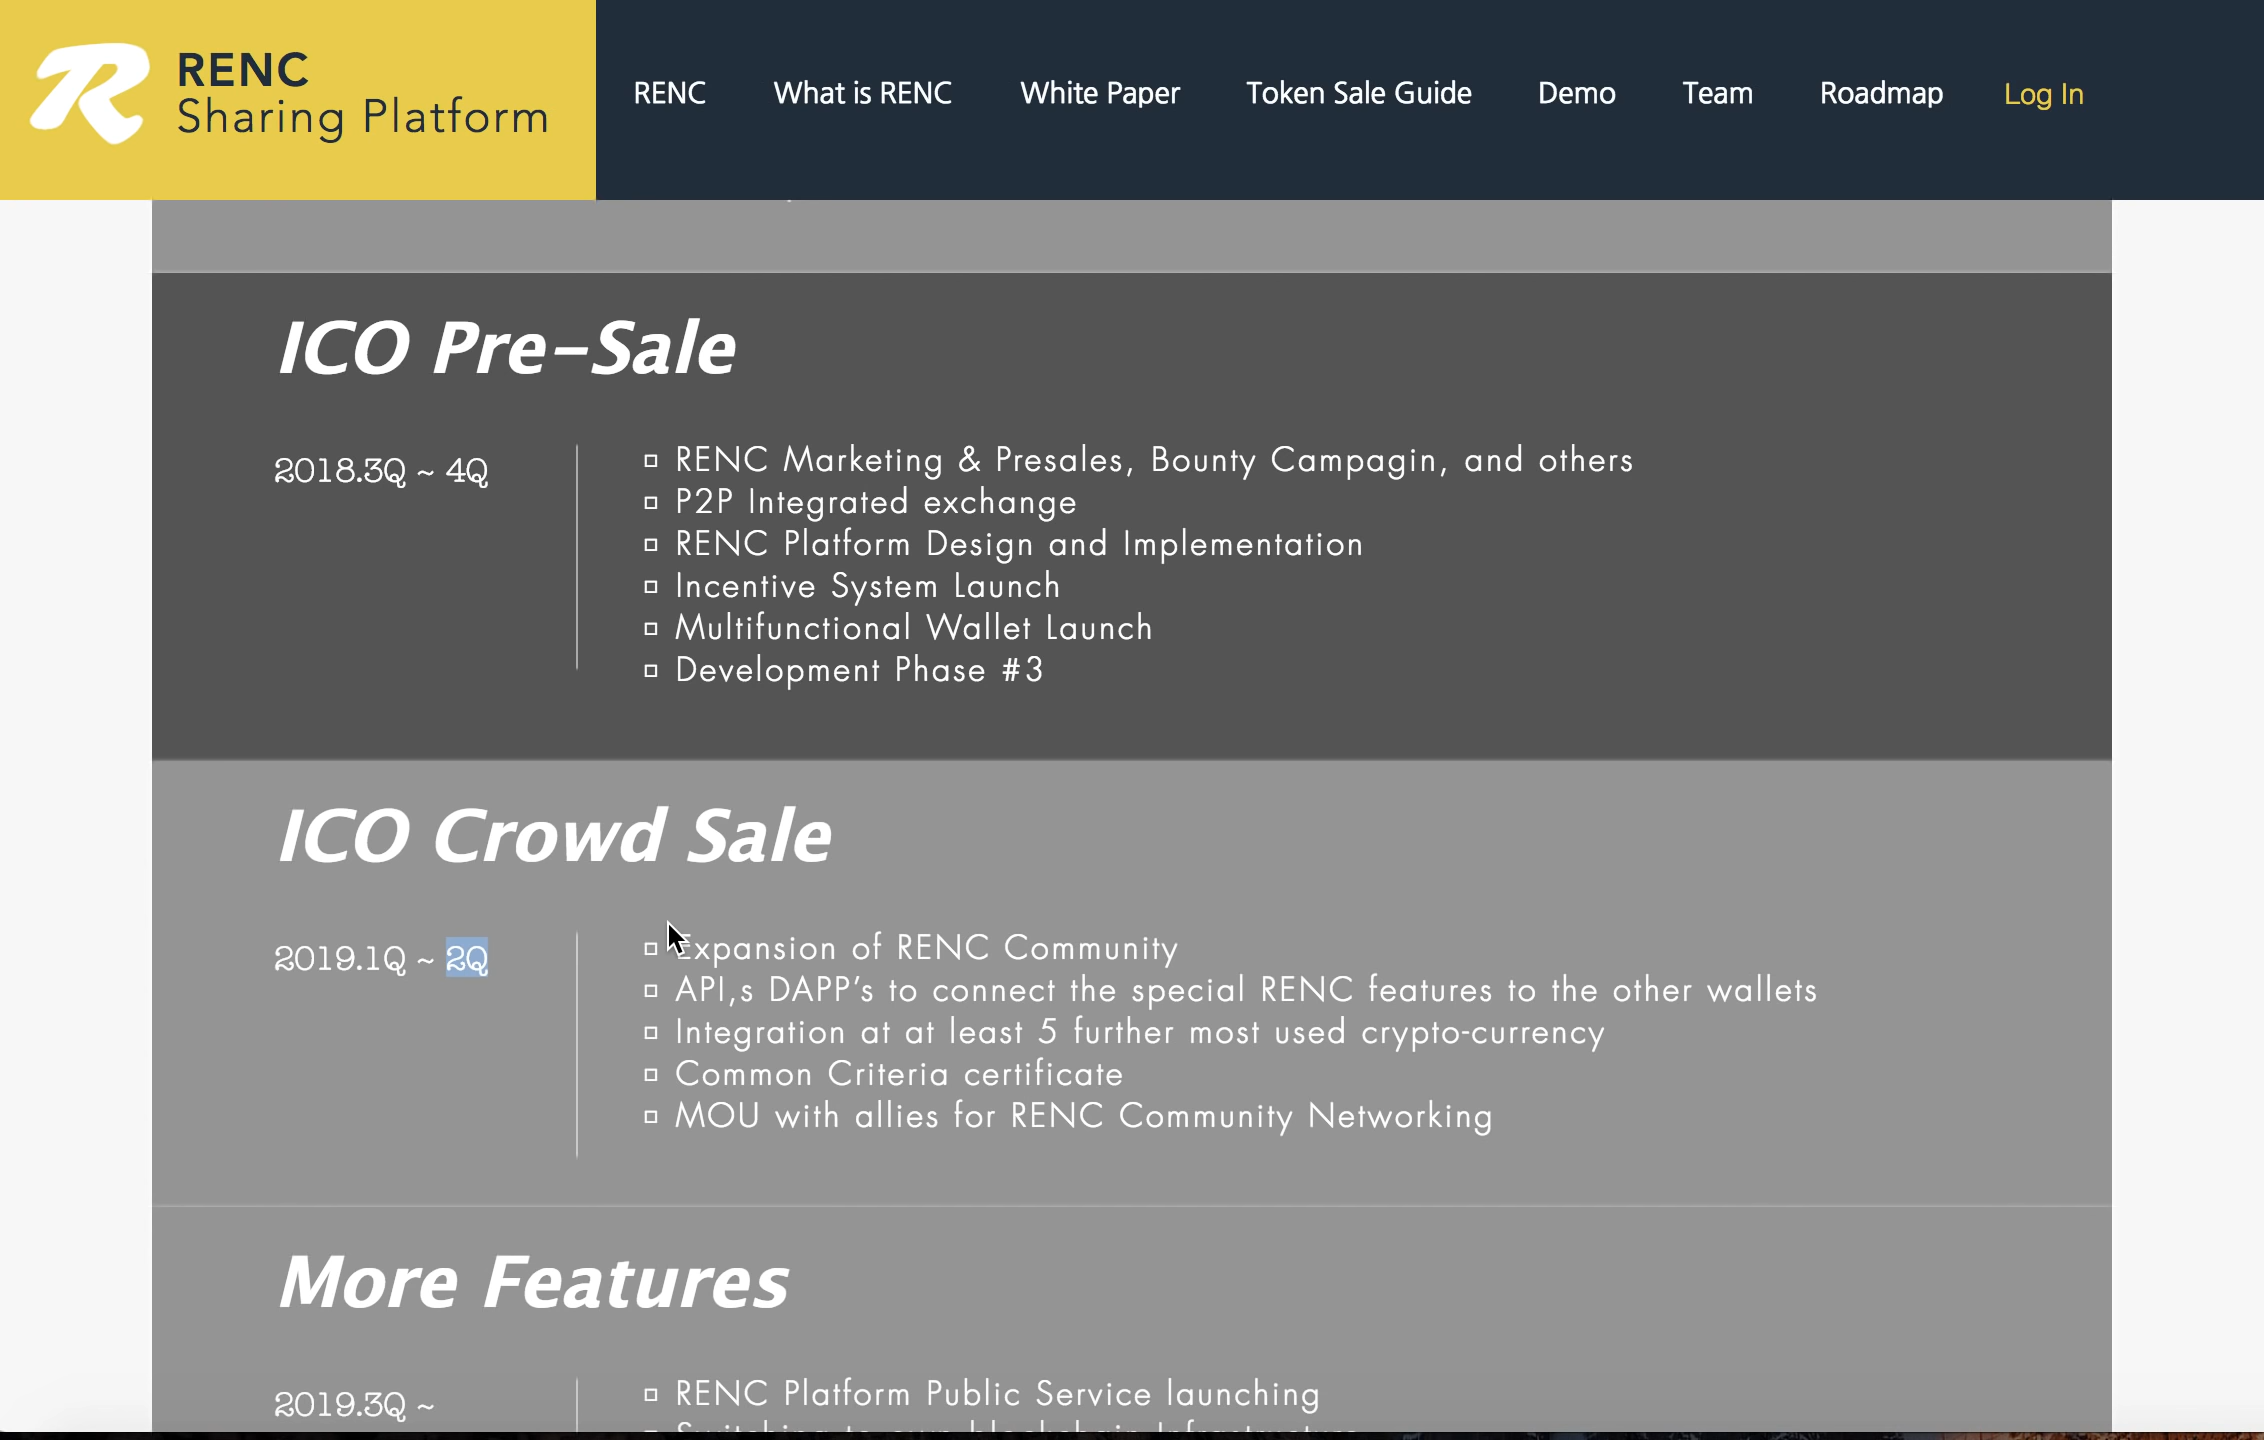 RENC
Sharing Platform
RENC What is RENC White Paper Token Sale Guide Demo Team Roadmap Log In
ICO Pre-Sale
2018.3Q ~ 4Q
RENC Marketing & Presales, Bounty Campagin, and others
P2P Integrated exchange
RENC Platform Design and Implementation
Incentive System Launch
Multifunctional Wallet Launch
Development Phase #3
ICO Crowd Sale
2019.1Q ~ 2Q
Expansion of RENC Community
API,s DAPP's to connect the special RENC features to the other wallets
Integration at at least 5 further most used crypto-currency
Common Criteria certificate
MOU with allies for RENC Community Networking
More Features
2019.3Q ~
RENC Platform Public Service launching
Switching to own blockchain Infrastructure